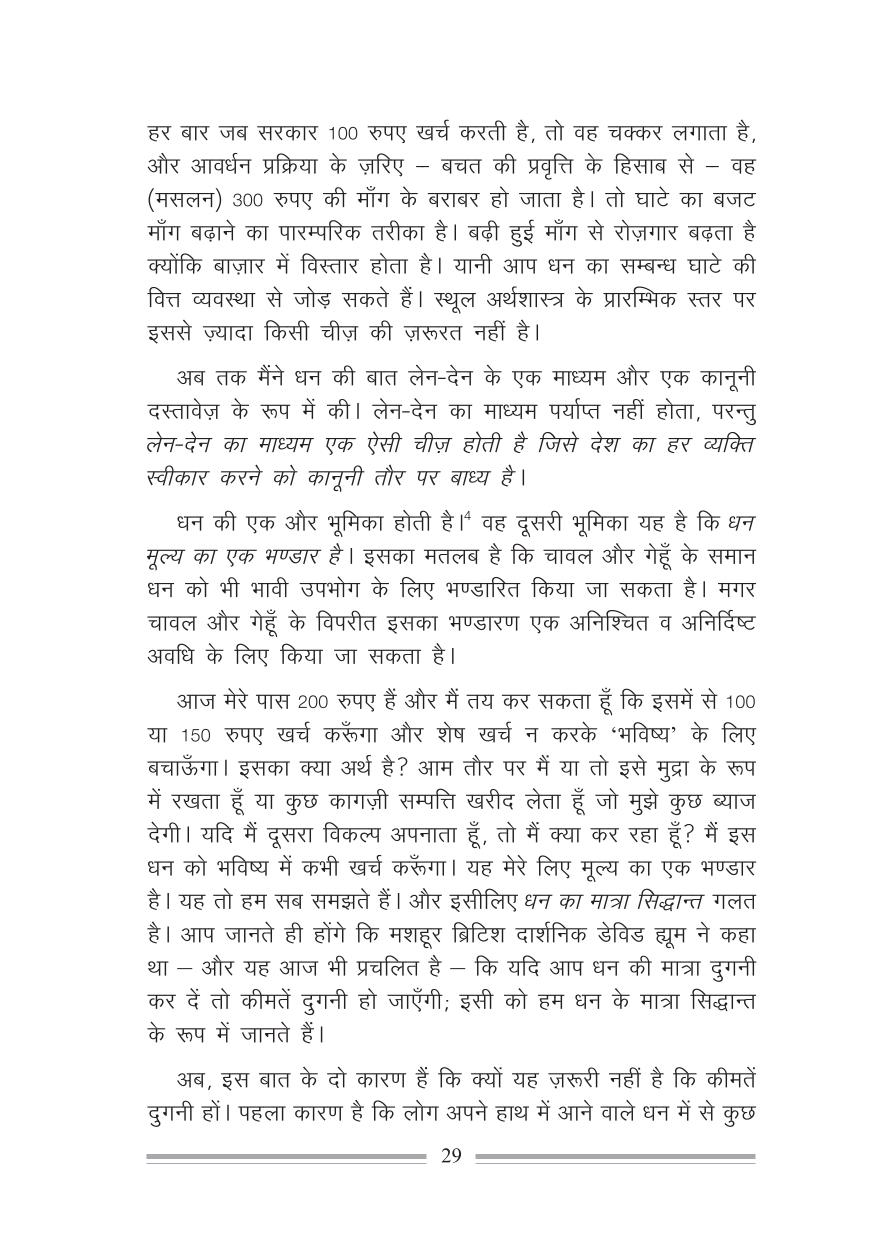 हर बार जब सरकार 100 रुपए खर्च करती है, तो वह चक्कर लगाता है,
और आवर्धन प्रक्रिया के ज़रिए – बचत की प्रवृत्ति के हिसाब से – वह
(मसलन) 300 रुपए की माँग के बराबर हो जाता है। तो घाटे का बजट
माँग बढ़ाने का पारम्परिक तरीका है। बढ़ी हुई माँग से रोज़गार बढ़ता है
क्योंकि बाज़ार में विस्तार होता है। यानी आप धन का सम्बन्ध घाटे की
वित्त व्यवस्था से जोड़ सकते हैं। स्थूल अर्थशास्त्र के प्रारम्भिक स्तर पर
इससे ज़्यादा किसी चीज़ की ज़रूरत नहीं है।
अब तक मैंने धन की बात लेन-देन के एक माध्यम और एक कानूनी
दस्तावेज़ के रूप में की। लेन-देन का माध्यम पर्याप्त नहीं होता, परन्तु
लेन-देन का माध्यम एक ऐसी चीज़ होती है जिसे देश का हर व्यक्ति
स्वीकार करने को कानूनी तौर पर बाध्य है।
धन की एक और भूमिका होती है।⁴ वह दूसरी भूमिका यह है कि धन
मूल्य का एक भण्डार है। इसका मतलब है कि चावल और गेहूँ के समान
धन को भी भावी उपभोग के लिए भण्डारित किया जा सकता है। मगर
चावल और गेहूँ के विपरीत इसका भण्डारण एक अनिश्चित व अनिर्दिष्ट
अवधि के लिए किया जा सकता है।
आज मेरे पास 200 रुपए हैं और मैं तय कर सकता हूँ कि इसमें से 100
या 150 रुपए खर्च करूँगा और शेष खर्च न करके ‘भविष्य’ के लिए
बचाऊँगा। इसका क्या अर्थ है? आम तौर पर मैं या तो इसे मुद्रा के रूप
में रखता हूँ या कुछ कागज़ी सम्पत्ति खरीद लेता हूँ जो मुझे कुछ ब्याज
देगी। यदि मैं दूसरा विकल्प अपनाता हूँ, तो मैं क्या कर रहा हूँ? मैं इस
धन को भविष्य में कभी खर्च करूँगा। यह मेरे लिए मूल्य का एक भण्डार
है। यह तो हम सब समझते हैं। और इसीलिए धन का मात्रा सिद्धान्त गलत
है। आप जानते ही होंगे कि मशहूर ब्रिटिश दार्शनिक डेविड ह्यूम ने कहा
था – और यह आज भी प्रचलित है – कि यदि आप धन की मात्रा दुगनी
कर दें तो कीमतें दुगनी हो जाएँगी; इसी को हम धन के मात्रा सिद्धान्त
के रूप में जानते हैं।
अब, इस बात के दो कारण हैं कि क्यों यह ज़रूरी नहीं है कि कीमतें
दुगनी हों। पहला कारण है कि लोग अपने हाथ में आने वाले धन में से कुछ
29